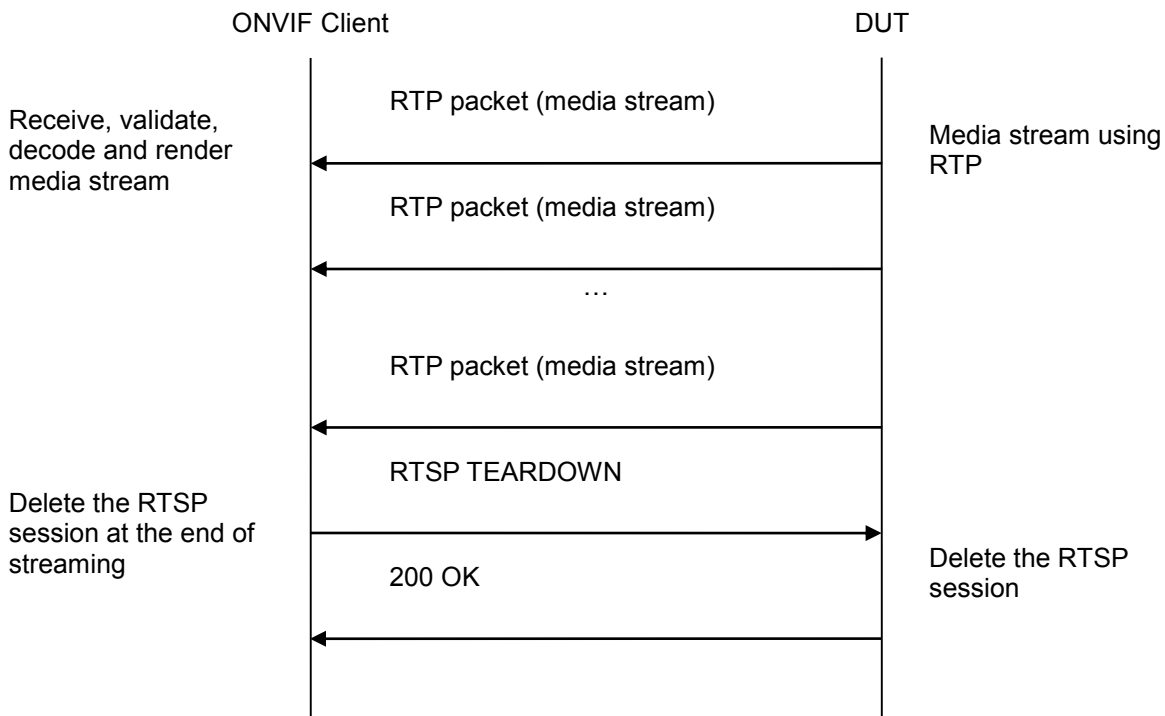 ONVIF Client
DUT
RTP packet (media stream)
Receive, validate,
decode and render
media stream
Media stream using
RTP
RTP packet (media stream)
…
RTP packet (media stream)
RTSP TEARDOWN
Delete the RTSP
session at the end of
streaming
Delete the RTSP
session
200 OK